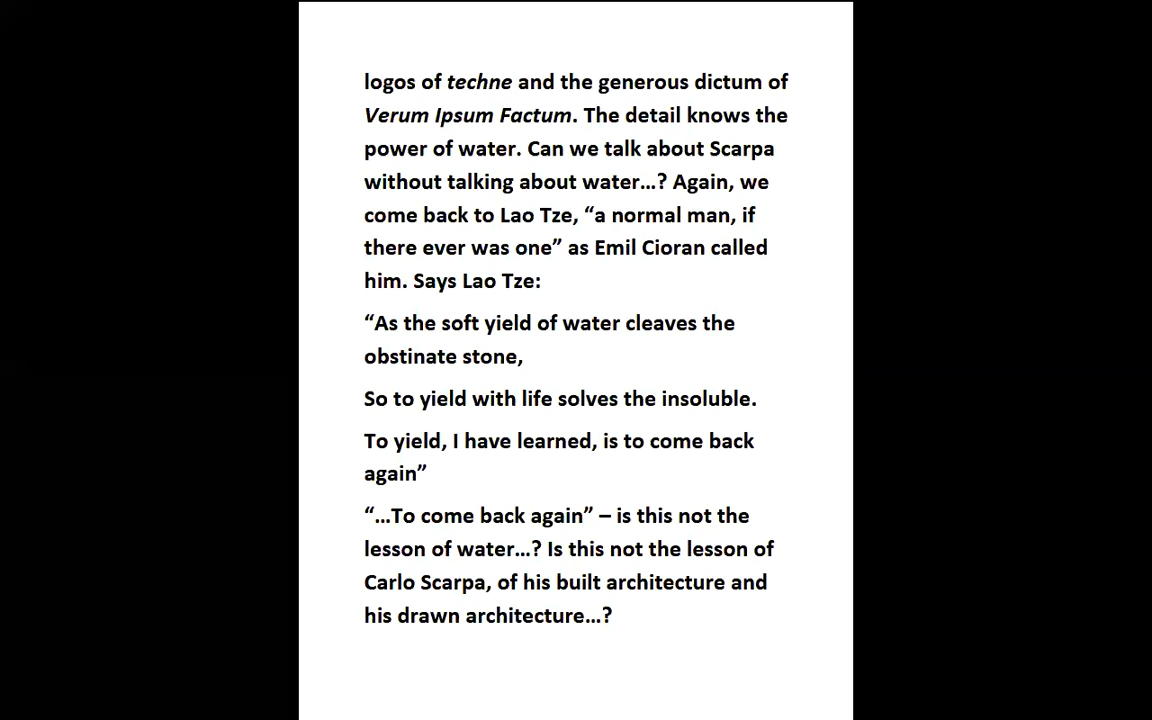 logos of techne and the generous dictum of
Verum Ipsum Factum. The detail knows the
power of water. Can we talk about Scarpa
without talking about water…? Again, we
come back to Lao Tze, “a normal man, if
there ever was one” as Emil Cioran called
him. Says Lao Tze:
“As the soft yield of water cleaves the
obstinate stone,
So to yield with life solves the insoluble.
To yield, I have learned, is to come back
again”
“…To come back again” – is this not the
lesson of water…? Is this not the lesson of
Carlo Scarpa, of his built architecture and
his drawn architecture…?